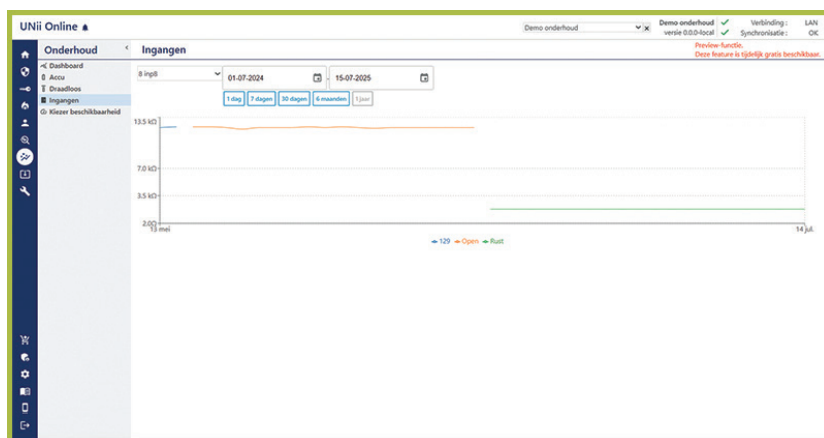 UNii Online
Demo onderhoud
Demo onderhoud
versie 0.0.0-local
Verbinding: LAN
Synchronisatie: OK
Onderhoud
Ingangen
Preview-functie.
Deze feature is tijdelijk gratis beschikbaar.
Dashboard
Accu
Draadloos
Ingangen
Kiezer beschikbaarheid
8 inp8
01-07-2024 - 15-07-2025
1 dag 7 dagen 30 dagen 6 maanden 1 jaar
13.5 kΩ
7.0 kΩ
3.5 kΩ
2.0Ω
13 mei 14 jul.
129 Open Rust